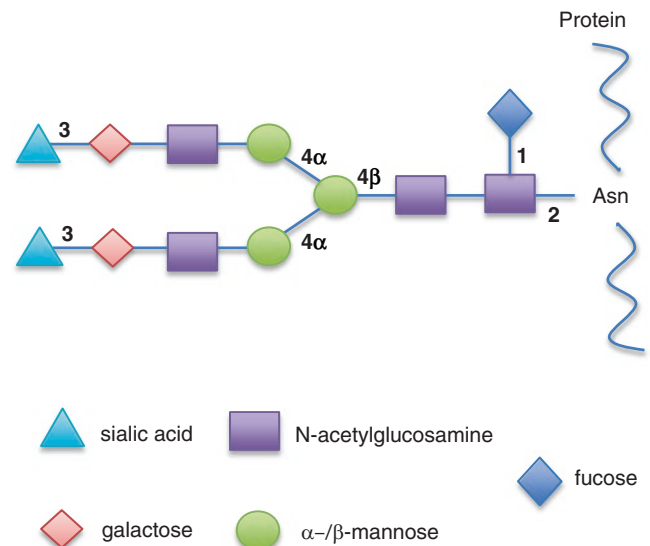 Protein
3
4α
1
4β
Asn
2
3
4α
sialic acid
N-acetylglucosamine
fucose
galactose
α–/β-mannose